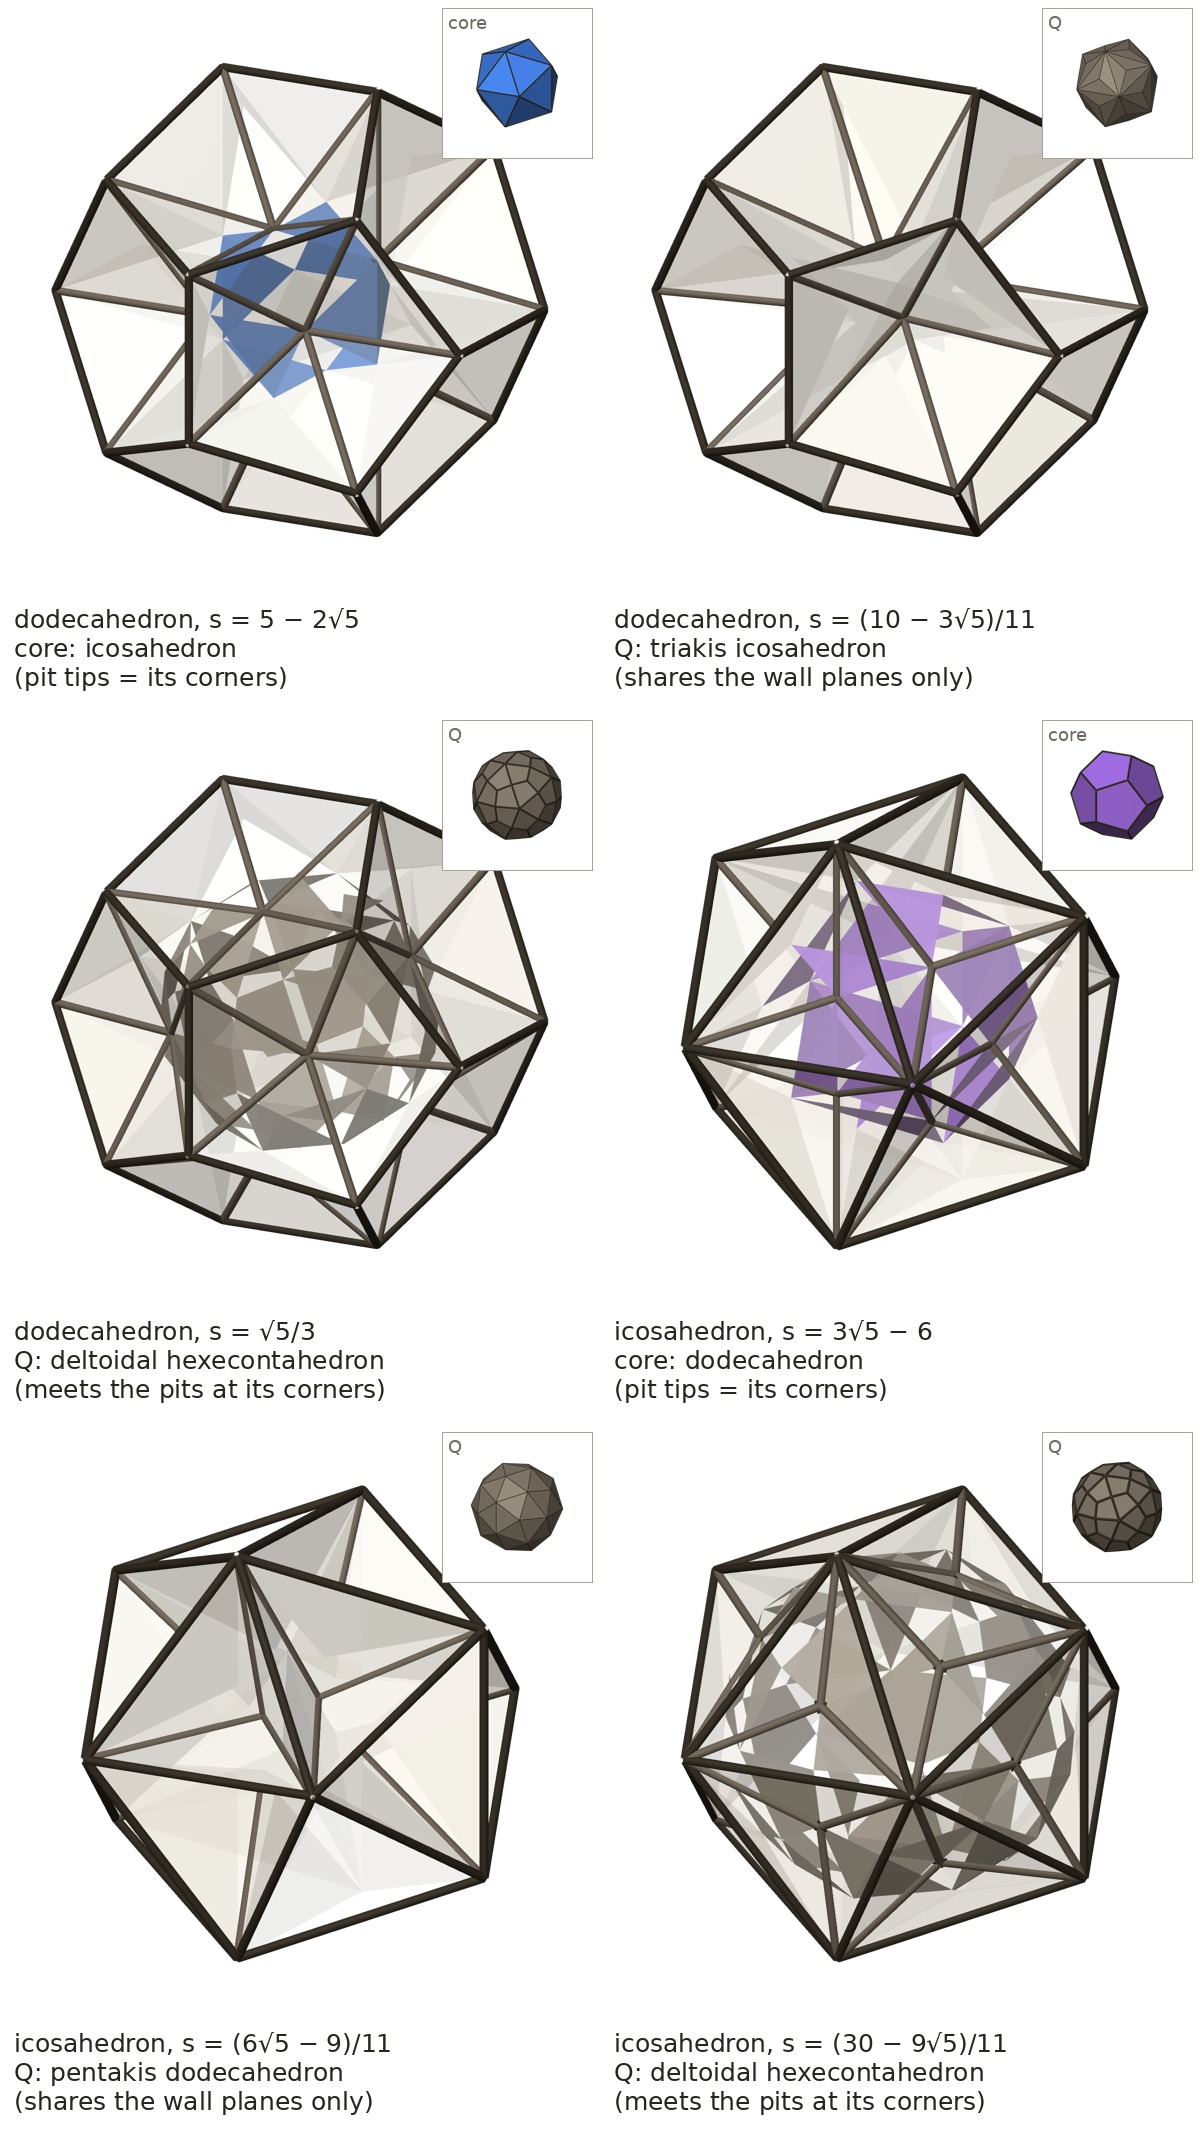 core
Q
dodecahedron, s = 5 − 2√5
core: icosahedron
(pit tips = its corners)
dodecahedron, s = (10 − 3√5)/11
Q: triakis icosahedron
(shares the wall planes only)
Q
core
dodecahedron, s = √5/3
Q: deltoidal hexecontahedron
(meets the pits at its corners)
icosahedron, s = 3√5 − 6
core: dodecahedron
(pit tips = its corners)
Q
Q
icosahedron, s = (6√5 − 9)/11
Q: pentakis dodecahedron
(shares the wall planes only)
icosahedron, s = (30 − 9√5)/11
Q: deltoidal hexecontahedron
(meets the pits at its corners)